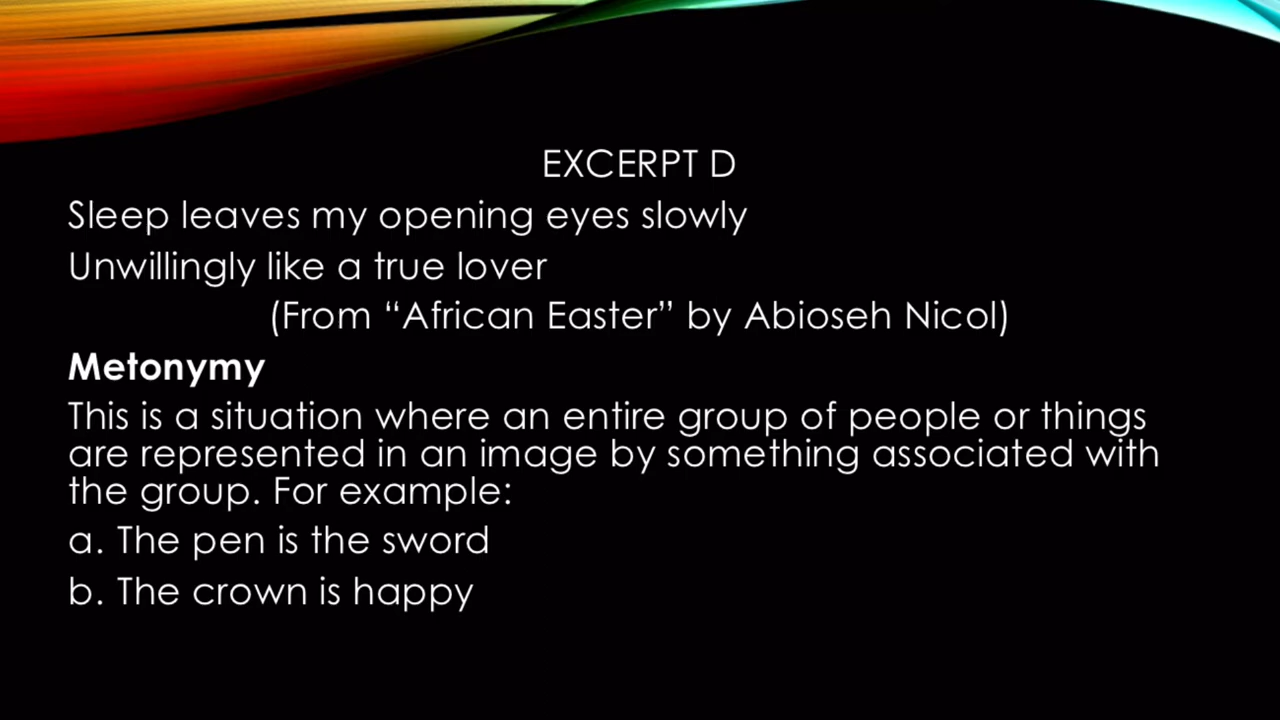 EXCERPT D
Sleep leaves my opening eyes slowly
Unwillingly like a true lover
(From “African Easter” by Abioseh Nicol)
Metonymy
This is a situation where an entire group of people or things
are represented in an image by something associated with
the group. For example:
a. The pen is the sword
b. The crown is happy